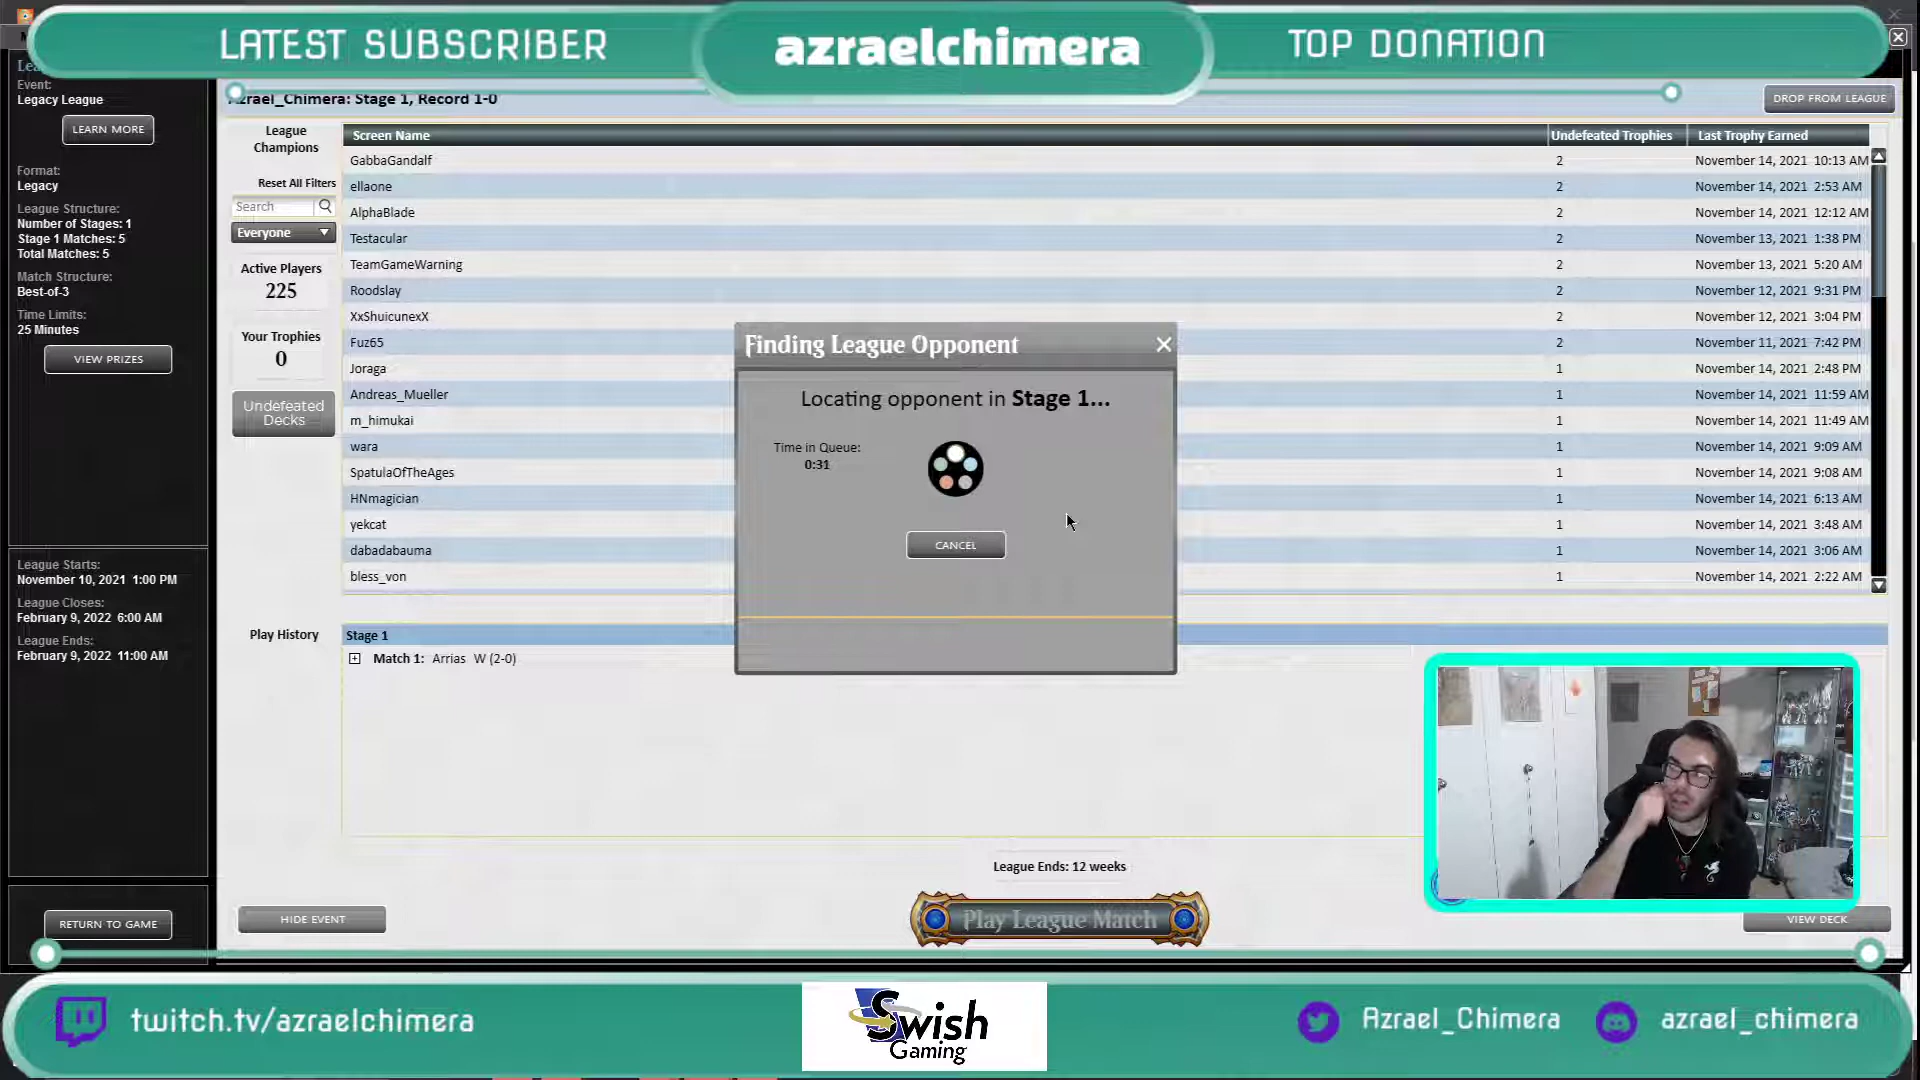 LATEST SUBSCRIBER
azraelchimera
TOP DONATION
Event:
Legacy League
LEARN MORE
Format:
Legacy
League Structure:
Number of Stages: 1
Stage 1 Matches: 5
Total Matches: 5
Match Structure:
Best-of-3
Time Limits:
25 Minutes
VIEW PRIZES
League Starts:
November 10, 2021 1:00 PM
League Closes:
February 9, 2022 6:00 AM
League Ends:
February 9, 2022 11:00 AM
RETURN TO GAME
Azrael_Chimera: Stage 1, Record 1-0
DROP FROM LEAGUE
League
Champions
Reset All Filters
Search
Everyone
Active Players
225
Your Trophies
0
Undefeated
Decks
Screen Name Undefeated Trophies Last Trophy Earned
GabbaGandalf 2 November 14, 2021 10:13 AM
ellaone 2 November 14, 2021 2:53 AM
AlphaBlade 2 November 14, 2021 12:12 AM
Testacular 2 November 13, 2021 1:38 PM
TeamGameWarning 2 November 13, 2021 5:20 AM
Roodslay 2 November 12, 2021 9:31 PM
XxShuicunexX 2 November 12, 2021 3:04 PM
Fuz65 2 November 11, 2021 7:42 PM
Joraga 1 November 14, 2021 2:48 PM
Andreas_Mueller 1 November 14, 2021 11:59 AM
m_himukai 1 November 14, 2021 11:49 AM
wara 1 November 14, 2021 9:09 AM
SpatulaOfTheAges 1 November 14, 2021 9:08 AM
HNmagician 1 November 14, 2021 6:13 AM
yekcat 1 November 14, 2021 3:48 AM
dabadabauma 1 November 14, 2021 3:06 AM
bless_von 1 November 14, 2021 2:22 AM
Finding League Opponent
Locating opponent in Stage 1...
Time in Queue:
0:31
CANCEL
Play History
Stage 1
Match 1: Arrias W (2-0)
League Ends: 12 weeks
HIDE EVENT
Play League Match
VIEW DECK
twitch.tv/azraelchimera
Swish
Gaming
Azrael_Chimera
azrael_chimera